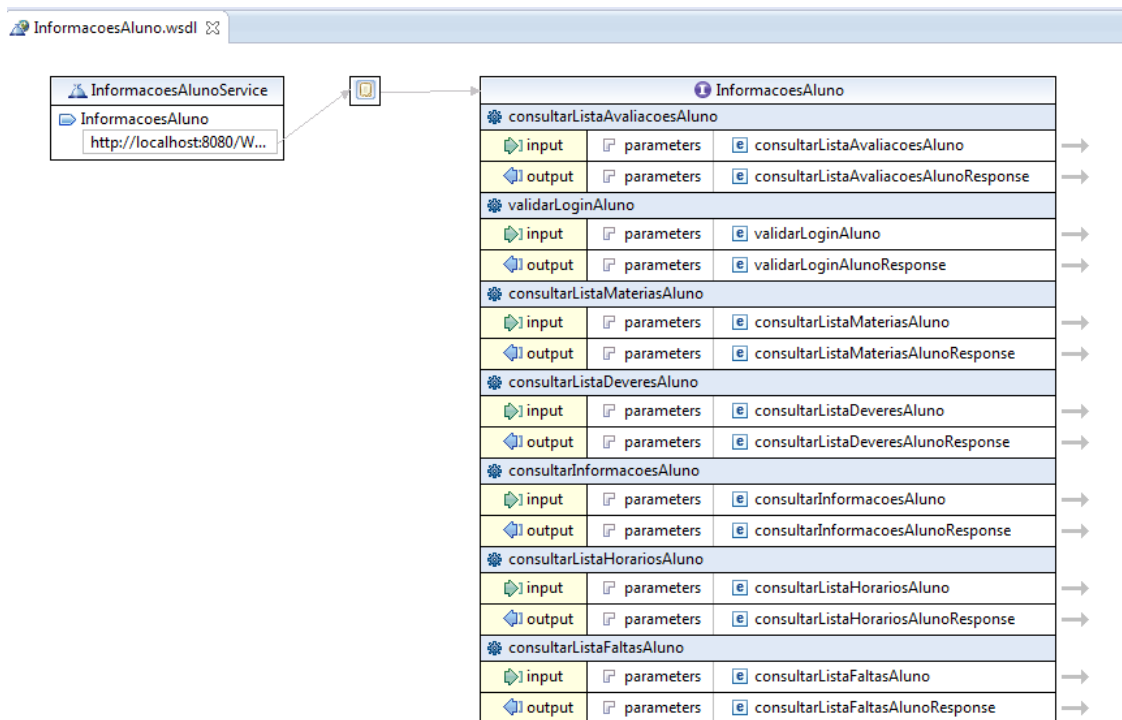 InformacoesAluno.wsdl
InformacoesAlunoService
InformacoesAluno
http://localhost:8080/W...
InformacoesAluno
consultarListaAvaliacoesAluno
input parameters consultarListaAvaliacoesAluno
output parameters consultarListaAvaliacoesAlunoResponse
validarLoginAluno
input parameters validarLoginAluno
output parameters validarLoginAlunoResponse
consultarListaMateriasAluno
input parameters consultarListaMateriasAluno
output parameters consultarListaMateriasAlunoResponse
consultarListaDeveresAluno
input parameters consultarListaDeveresAluno
output parameters consultarListaDeveresAlunoResponse
consultarInformacoesAluno
input parameters consultarInformacoesAluno
output parameters consultarInformacoesAlunoResponse
consultarListaHorariosAluno
input parameters consultarListaHorariosAluno
output parameters consultarListaHorariosAlunoResponse
consultarListaFaltasAluno
input parameters consultarListaFaltasAluno
output parameters consultarListaFaltasAlunoResponse